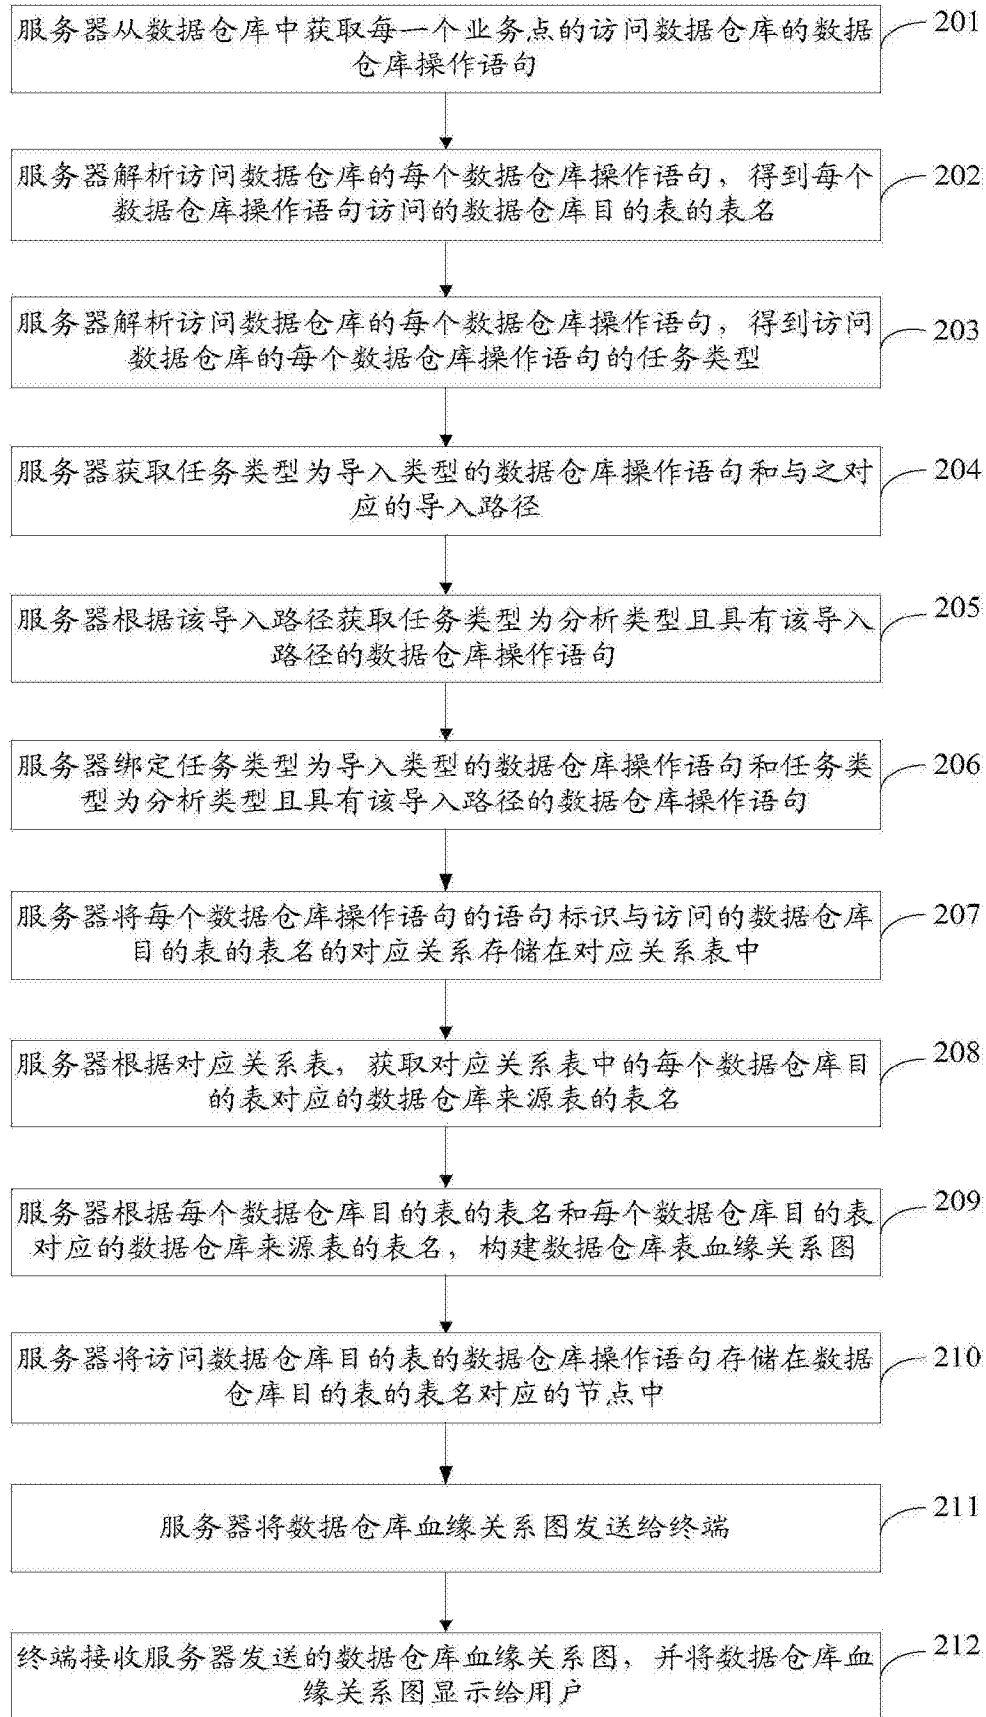 服务器从数据仓库中获取每一个业务点的访问数据仓库的数据
仓库操作语句
201
服务器解析访问数据仓库的每个数据仓库操作语句，得到每个
数据仓库操作语句访问的数据仓库目的表的表名
202
服务器解析访问数据仓库的每个数据仓库操作语句，得到访问
数据仓库的每个数据仓库操作语句的任务类型
203
服务器获取任务类型为导入类型的数据仓库操作语句和与之对
应的导入路径
204
服务器根据该导入路径获取任务类型为分析类型且具有该导入
路径的数据仓库操作语句
205
服务器绑定任务类型为导入类型的数据仓库操作语句和任务类
型为分析类型且具有该导入路径的数据仓库操作语句
206
服务器将每个数据仓库操作语句的语句标识与访问的数据仓库
目的表的表名的对应关系存储在对应关系表中
207
服务器根据对应关系表，获取对应关系表中的每个数据仓库目
的表对应的数据仓库来源表的表名
208
服务器根据每个数据仓库目的表的表名和每个数据仓库目的表
对应的数据仓库来源表的表名，构建数据仓库表血缘关系图
209
服务器将访问数据仓库目的表的数据仓库操作语句存储在数据
仓库目的表的表名对应的节点中
210
服务器将数据仓库血缘关系图发送给终端
211
终端接收服务器发送的数据仓库血缘关系图，并将数据仓库血
缘关系图显示给用户
212